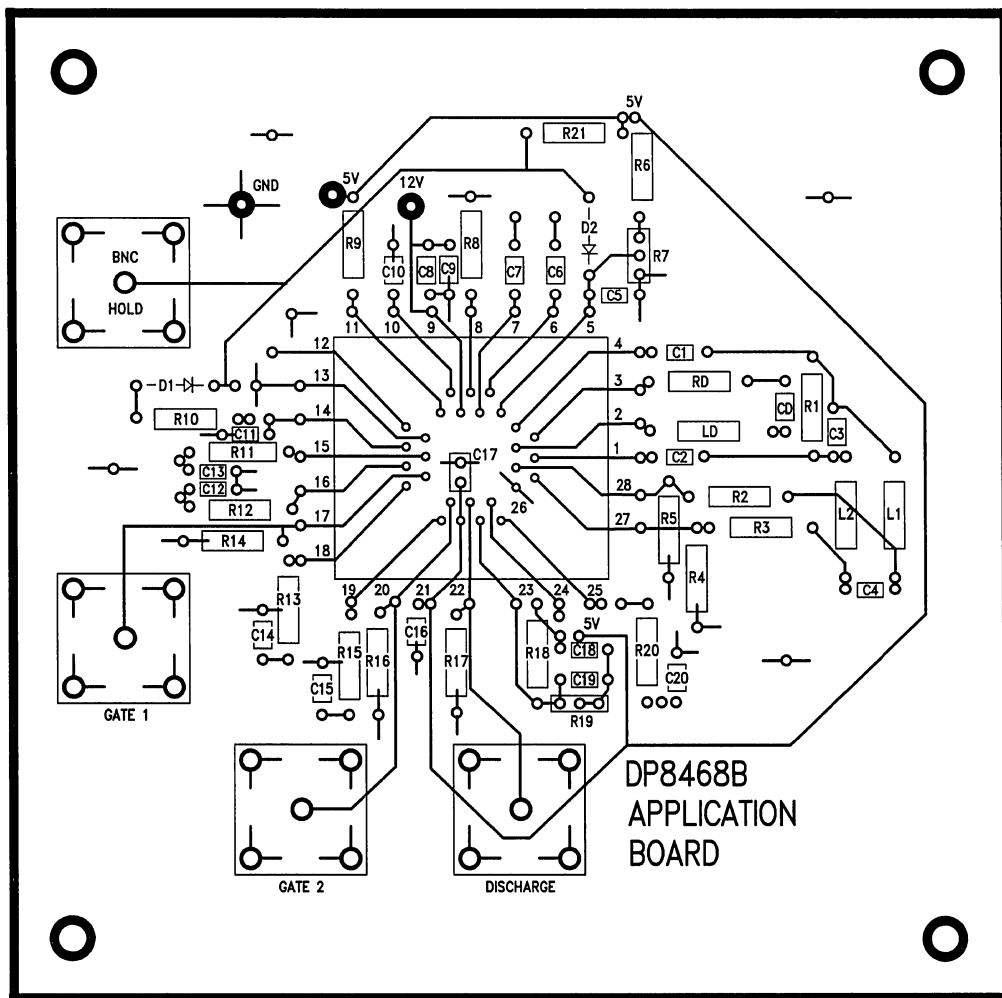 5V
R21
R6
GND
5V
12V
R9
C10
C8
C9
R8
C7
C6
D2
R7
C5
BNC
HOLD
11
10
9
8
7
6
5
12
4
C1
13
3
RD
D1
R10
14
2
CD
R1
C11
LD
C3
R11
15
C17
1
C2
C13
C12
16
28
R2
R12
26
17
27
R5
R3
L2
L1
R14
18
R4
C4
R13
19
20
21
22
23
24
25
C14
C16
5V
R15
R16
R17
R18
C18
R20
C15
C19
C20
R19
GATE 1
DP8468B
APPLICATION
BOARD
GATE 2
DISCHARGE